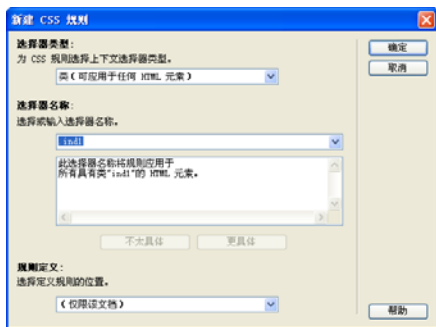 新建 CSS 规则
选择器类型:
为 CSS 规则选择上下文选择器类型。
类(可应用于任何 HTML 元素)
确定
取消
选择器名称:
选择或输入选择器名称。
.ind1
此选择器名称将规则应用于
所有具有类“ind1”的 HTML 元素。
不太具体
更具体
规则定义:
选择定义规则的位置。
(仅限该文档)
帮助